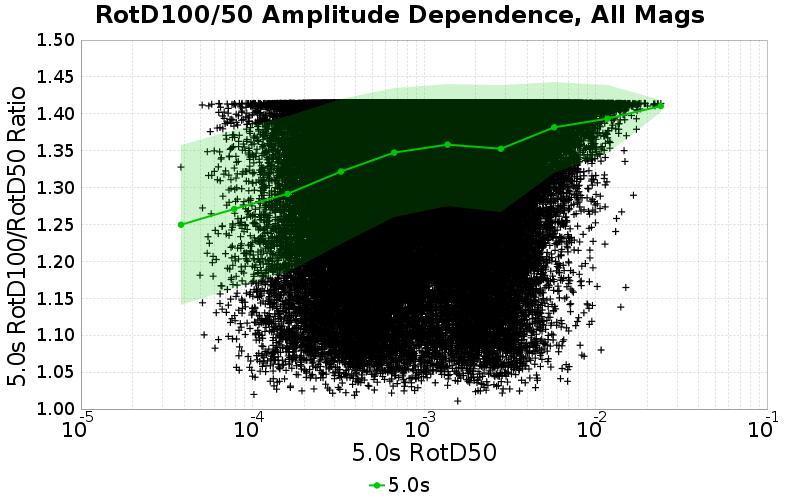 RotD100/50 Amplitude Dependence, All Mags
5.0s RotD100/RotD50 Ratio
1.50
1.45
1.40
1.35
1.30
1.25
1.20
1.15
1.10
1.05
1.00
10^-5 10^-4 10^-3 10^-2 10^-1
5.0s RotD50
5.0s